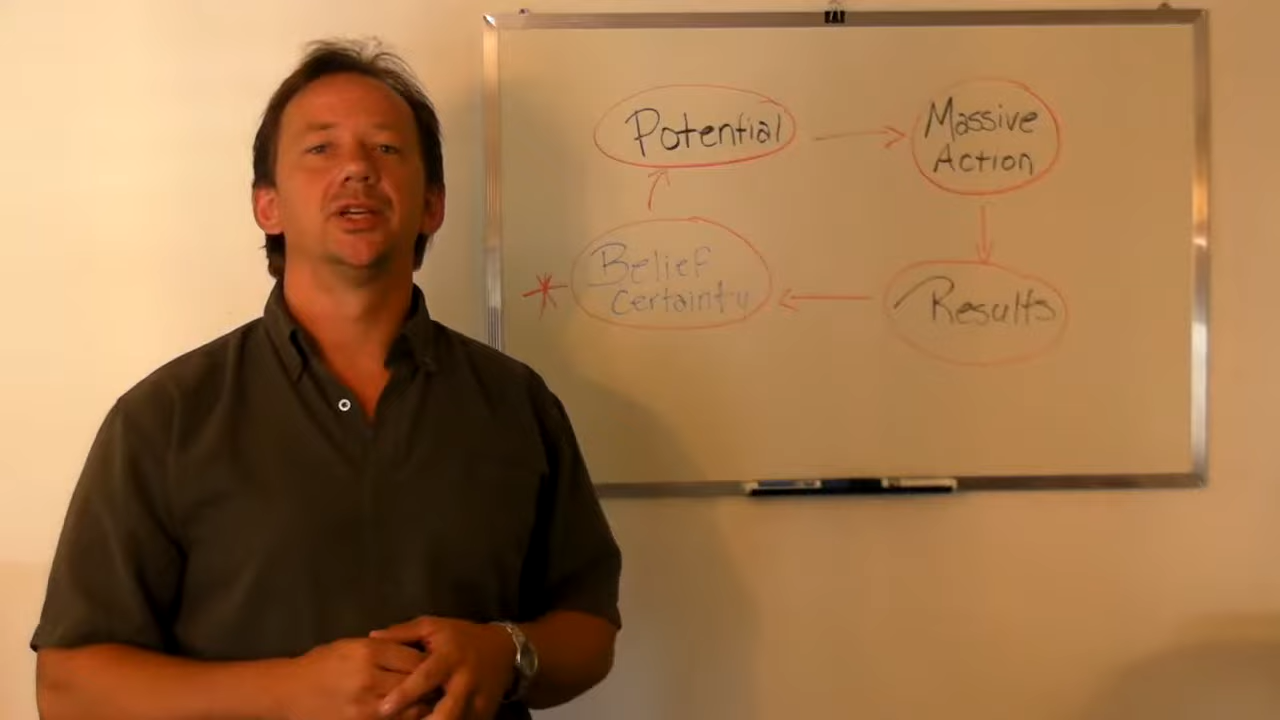 Potential
Massive
Action
Belief
Certainty
Results